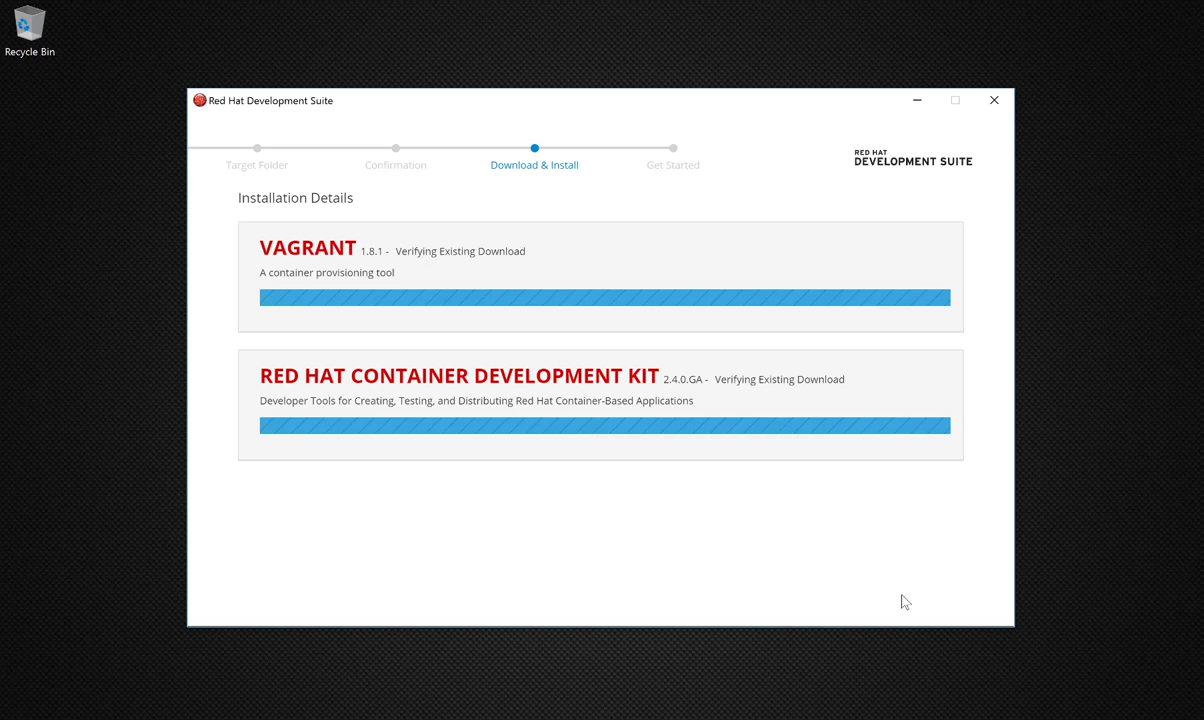 Recycle Bin
Red Hat Development Suite
Target Folder
Confirmation
Download & Install
Get Started
RED HAT
DEVELOPMENT SUITE
Installation Details
VAGRANT 1.8.1 - Verifying Existing Download
A container provisioning tool
RED HAT CONTAINER DEVELOPMENT KIT 2.4.0.GA - Verifying Existing Download
Developer Tools for Creating, Testing, and Distributing Red Hat Container-Based Applications